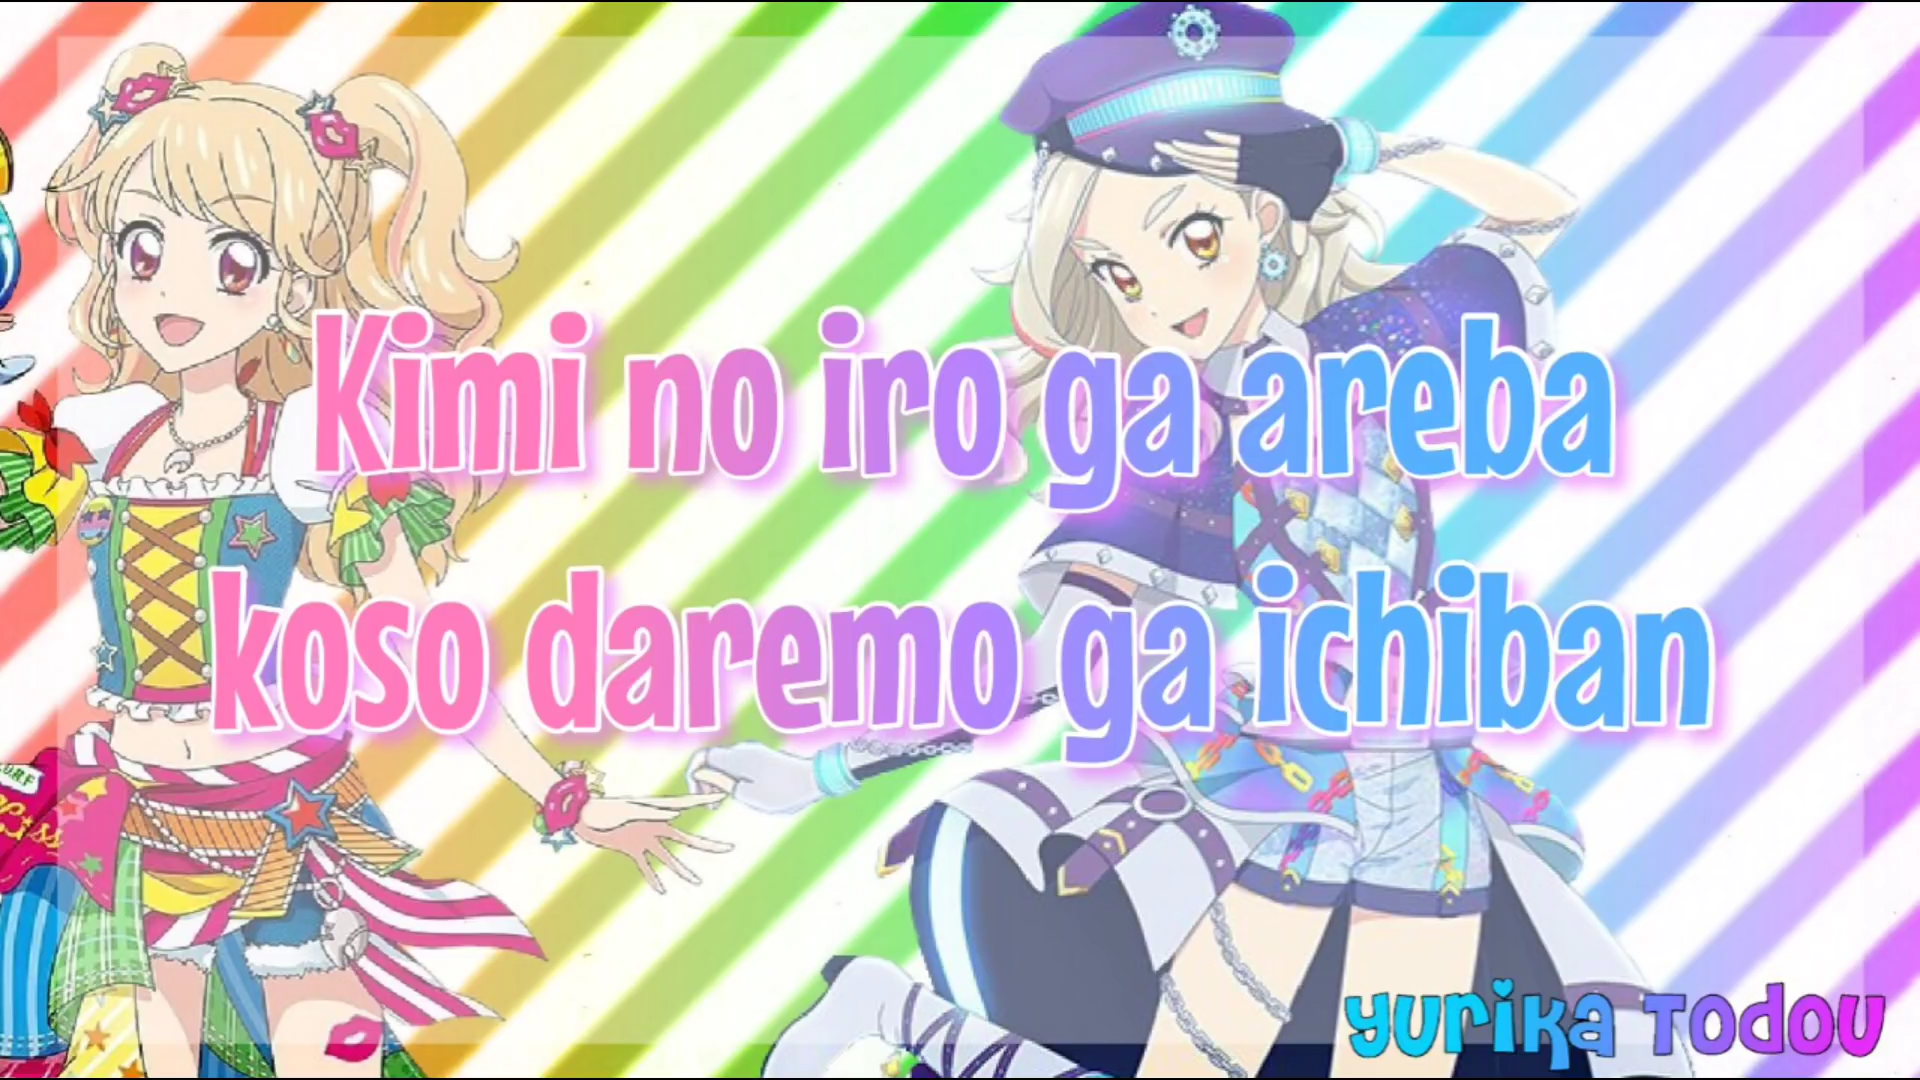 Kimi no iro ga areba
koso daremo ga ichiban
yurika Todou